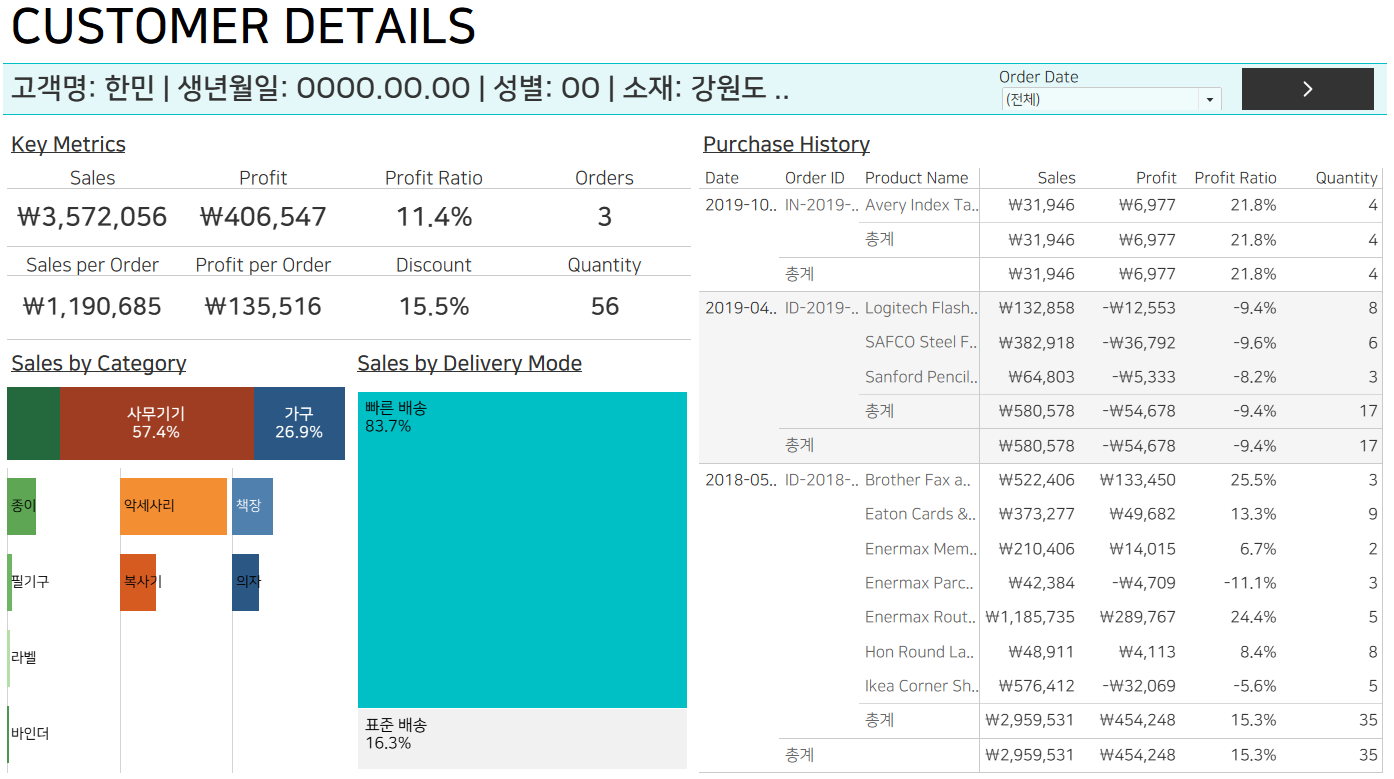 CUSTOMER DETAILS
고객명: 한민 | 생년월일: 0000.00.00 | 성별: 00 | 소재: 강원도 ..
Order Date
(전체)
Key Metrics
Sales Profit Profit Ratio Orders
₩3,572,056 ₩406,547 11.4% 3
Sales per Order Profit per Order Discount Quantity
₩1,190,685 ₩135,516 15.5% 56
Sales by Category
사무기기 가구
57.4% 26.9%
종이 악세사리 책장
필기구 복사기 의자
라벨
바인더
Sales by Delivery Mode
빠른 배송
83.7%
표준 배송
16.3%
Purchase History
Date Order ID Product Name Sales Profit Profit Ratio Quantity
2019-10.. IN-2019-.. Avery Index Ta.. ₩31,946 ₩6,977 21.8% 4
총계 ₩31,946 ₩6,977 21.8% 4
총계 ₩31,946 ₩6,977 21.8% 4
2019-04.. ID-2019-.. Logitech Flash.. ₩132,858 -₩12,553 -9.4% 8
SAFCO Steel F.. ₩382,918 -₩36,792 -9.6% 6
Sanford Pencil.. ₩64,803 -₩5,333 -8.2% 3
총계 ₩580,578 -₩54,678 -9.4% 17
총계 ₩580,578 -₩54,678 -9.4% 17
2018-05.. ID-2018-.. Brother Fax a.. ₩522,406 ₩133,450 25.5% 3
Eaton Cards &.. ₩373,277 ₩49,682 13.3% 9
Enermax Mem.. ₩210,406 ₩14,015 6.7% 2
Enermax Parc.. ₩42,384 -₩4,709 -11.1% 3
Enermax Rout.. ₩1,185,735 ₩289,767 24.4% 5
Hon Round La.. ₩48,911 ₩4,113 8.4% 8
Ikea Corner Sh.. ₩576,412 -₩32,069 -5.6% 5
총계 ₩2,959,531 ₩454,248 15.3% 35
총계 ₩2,959,531 ₩454,248 15.3% 35